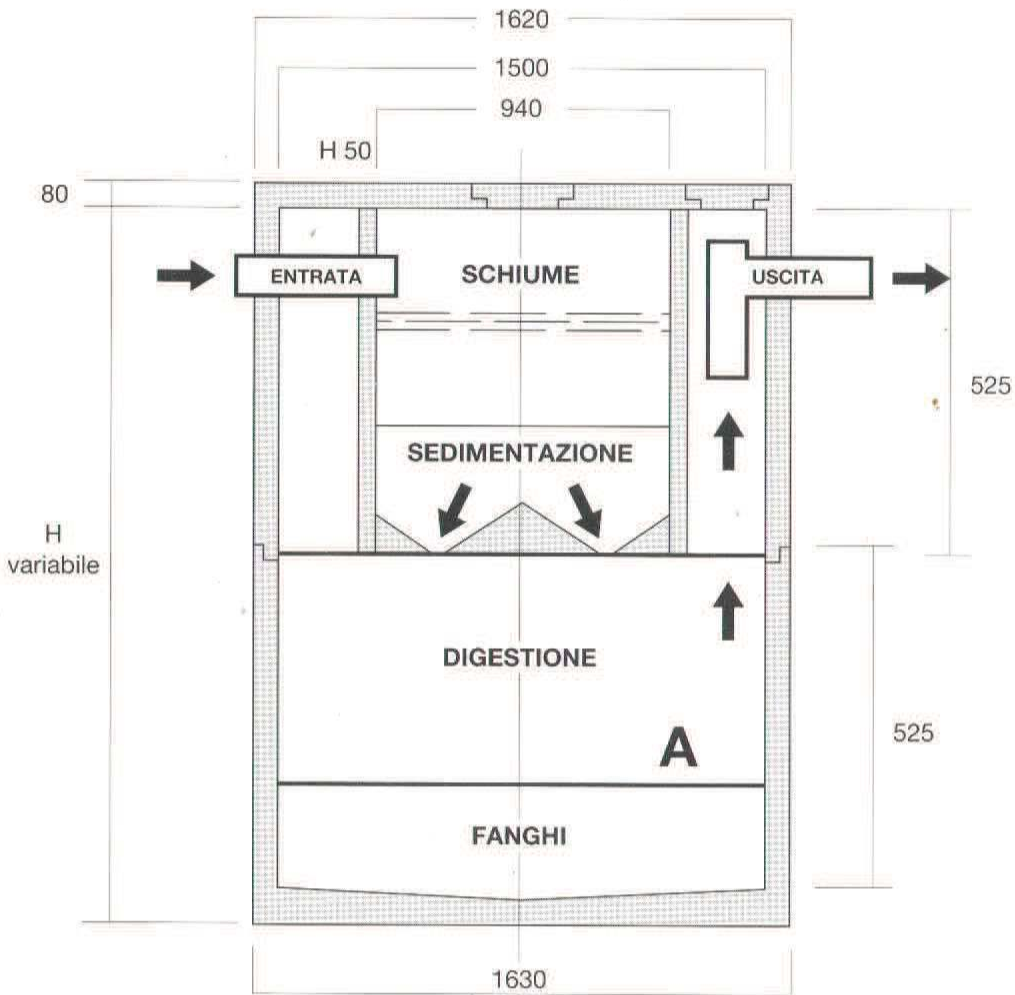 1620
1500
940
H 50
80
ENTRATA
SCHIUME
USCITA
525
SEDIMENTAZIONE
H
variabile
DIGESTIONE
A
525
FANGHI
1630